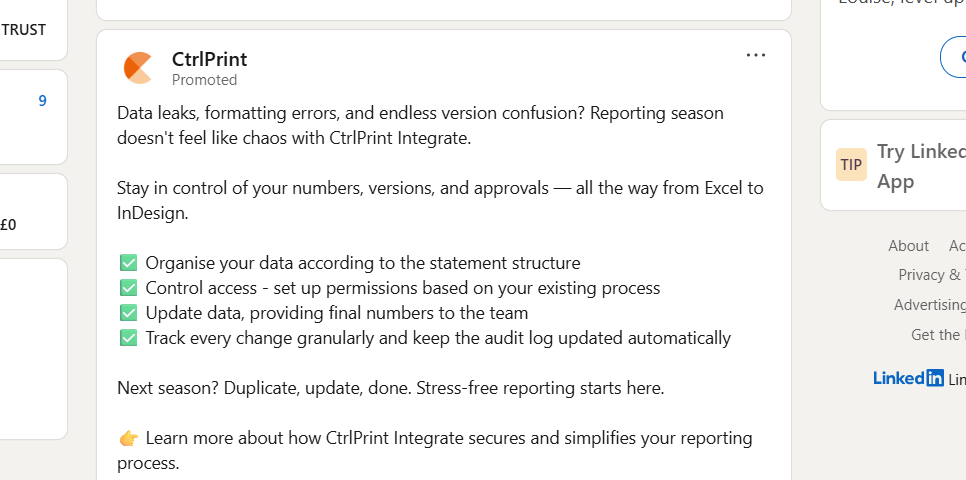 TRUST
9
£0
CtrlPrint
Promoted
Data leaks, formatting errors, and endless version confusion? Reporting season
doesn't feel like chaos with CtrlPrint Integrate.
Stay in control of your numbers, versions, and approvals — all the way from Excel to
InDesign.
✅ Organise your data according to the statement structure
✅ Control access - set up permissions based on your existing process
✅ Update data, providing final numbers to the team
✅ Track every change granularly and keep the audit log updated automatically
Next season? Duplicate, update, done. Stress-free reporting starts here.
👉 Learn more about how CtrlPrint Integrate secures and simplifies your reporting
process.
TIP
Try Linked
App
About
Privacy &
Advertising
Get the
LinkedIn